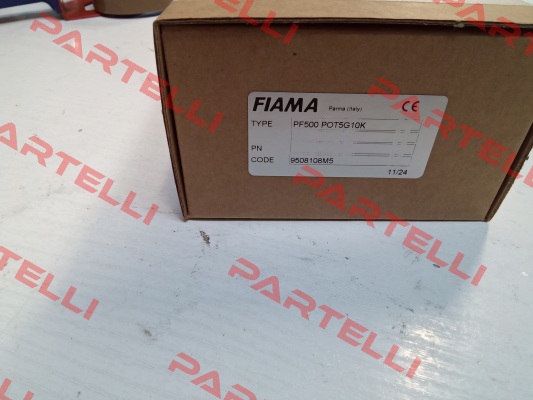 FIAMA Parma (Italy) CE
TYPE PF500 POT5G10K
PN
CODE 9508108M5
11/24
PARTELLI
PARTELLI
PARTELLI
PARTELLI
PARTELLI
PARTELLI
PARTELLI
PARTELLI
PARTELLI